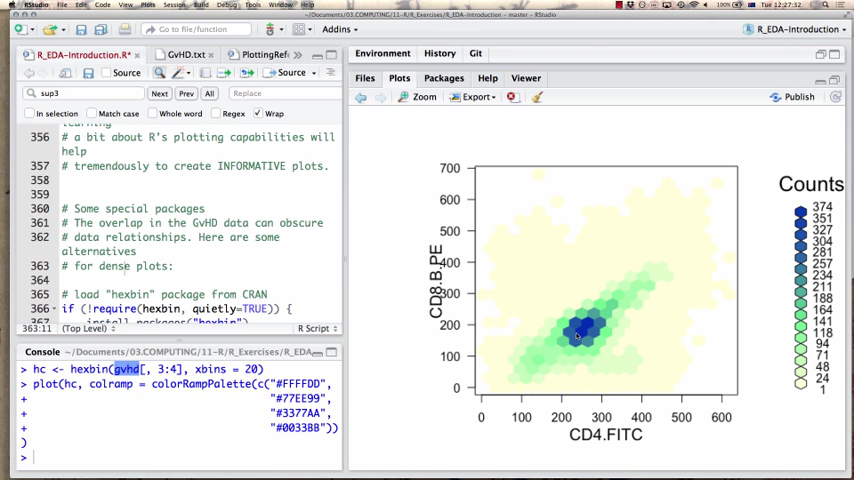 RStudio File Edit Code View Plots Session Build Debug Tools Window Help
100% Tue 12:27:32
~/Documents/03.COMPUTING/11-R/R_Exercises/R_EDA-Introduction - master - RStudio
Go to file/function Addins R_EDA-Introduction
R_EDA-Introduction.R* GvHD.txt PlottingRef
Source Source
sup3 Next Prev All Replace
In selection Match case Whole word Regex Wrap
356 # a bit about R's plotting capabilities will
help
357 # tremendously to create INFORMATIVE plots.
358
359
360 # Some special packages
361 # The overlap in the GvHD data can obscure
362 # data relationships. Here are some
alternatives
363 # for dense plots:
364
365 # load "hexbin" package from CRAN
366 if (!require(hexbin, quietly=TRUE)) {
363:11 (Top Level) R Script
Console ~/Documents/03.COMPUTING/11-R/R_Exercises/R_EDA
> hc <- hexbin(gvhd[, 3:4], xbins = 20)
> plot(hc, colramp = colorRampPalette(c("#FFFFDD",
+ "#77EE99",
+ "#3377AA",
+ "#0033BB"))
)
>
Environment History Git
Files Plots Packages Help Viewer
Zoom Export Publish
700
600
500
400
300
200
100
0
CD8.B.PE
0 100 200 300 400 500 600
CD4.FITC
Counts
374
351
327
304
281
257
234
211
188
164
141
118
94
71
48
24
1